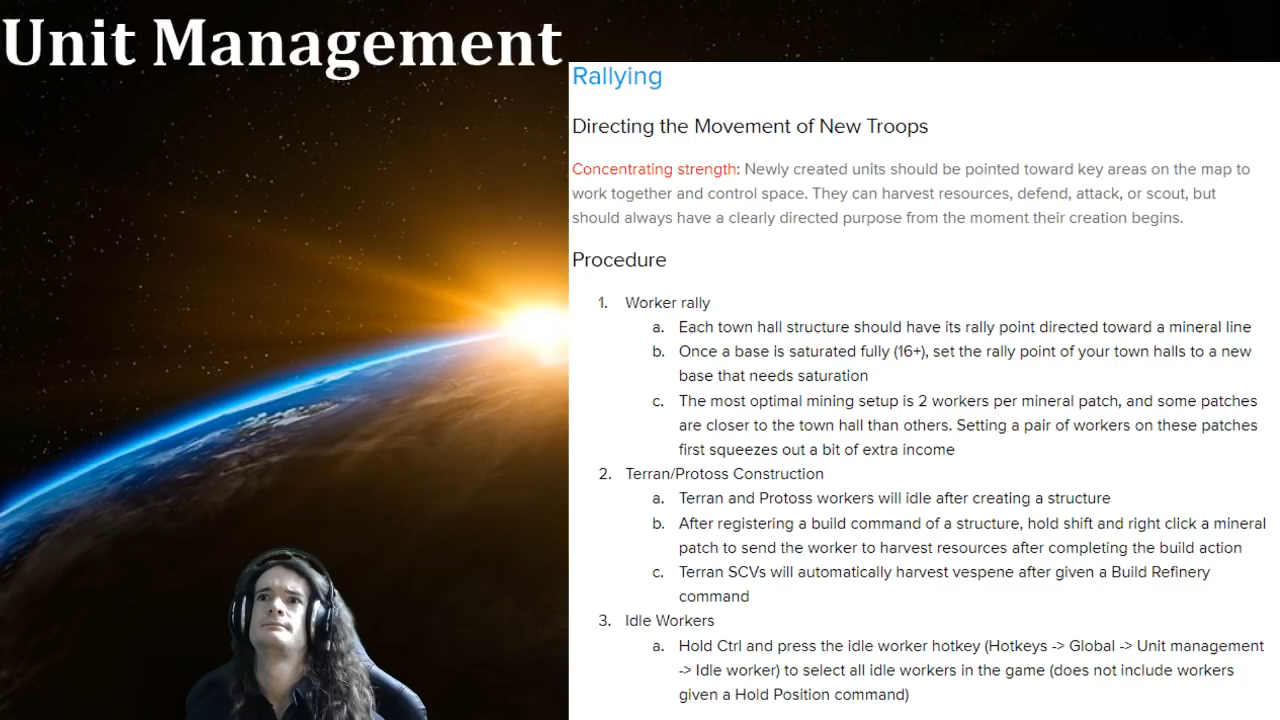 Unit Management
Rallying
Directing the Movement of New Troops
Concentrating strength: Newly created units should be pointed toward key areas on the map to
work together and control space. They can harvest resources, defend, attack, or scout, but
should always have a clearly directed purpose from the moment their creation begins.
Procedure
1. Worker rally
a. Each town hall structure should have its rally point directed toward a mineral line
b. Once a base is saturated fully (16+), set the rally point of your town halls to a new
base that needs saturation
c. The most optimal mining setup is 2 workers per mineral patch, and some patches
are closer to the town hall than others. Setting a pair of workers on these patches
first squeezes out a bit of extra income
2. Terran/Protoss Construction
a. Terran and Protoss workers will idle after creating a structure
b. After registering a build command of a structure, hold shift and right click a mineral
patch to send the worker to harvest resources after completing the build action
c. Terran SCVs will automatically harvest vespene after given a Build Refinery
command
3. Idle Workers
a. Hold Ctrl and press the idle worker hotkey (Hotkeys -> Global -> Unit management
-> Idle worker) to select all idle workers in the game (does not include workers
given a Hold Position command)